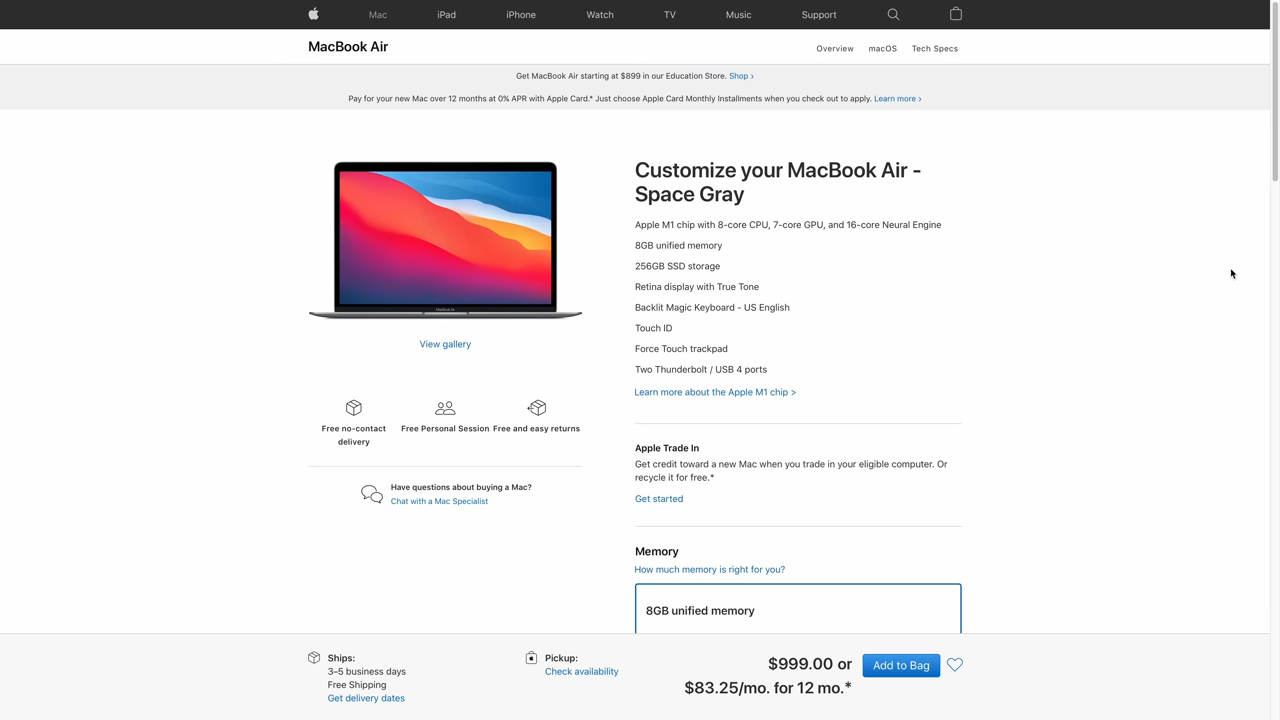 Mac
iPad
iPhone
Watch
TV
Music
Support
MacBook Air
Overview
macOS
Tech Specs
Get MacBook Air starting at $899 in our Education Store. Shop ›
Pay for your new Mac over 12 months at 0% APR with Apple Card.* Just choose Apple Card Monthly Installments when you check out to apply. Learn more ›
MacBook Air
View gallery
Free no-contact
delivery
Free Personal Session
Free and easy returns
Have questions about buying a Mac?
Chat with a Mac Specialist
Customize your MacBook Air -
Space Gray
Apple M1 chip with 8-core CPU, 7-core GPU, and 16-core Neural Engine
8GB unified memory
256GB SSD storage
Retina display with True Tone
Backlit Magic Keyboard - US English
Touch ID
Force Touch trackpad
Two Thunderbolt / USB 4 ports
Learn more about the Apple M1 chip >
Apple Trade In
Get credit toward a new Mac when you trade in your eligible computer. Or
recycle it for free.*
Get started
Memory
How much memory is right for you?
8GB unified memory
Ships:
3–5 business days
Free Shipping
Get delivery dates
Pickup:
Check availability
$999.00 or
$83.25/mo. for 12 mo.*
Add to Bag